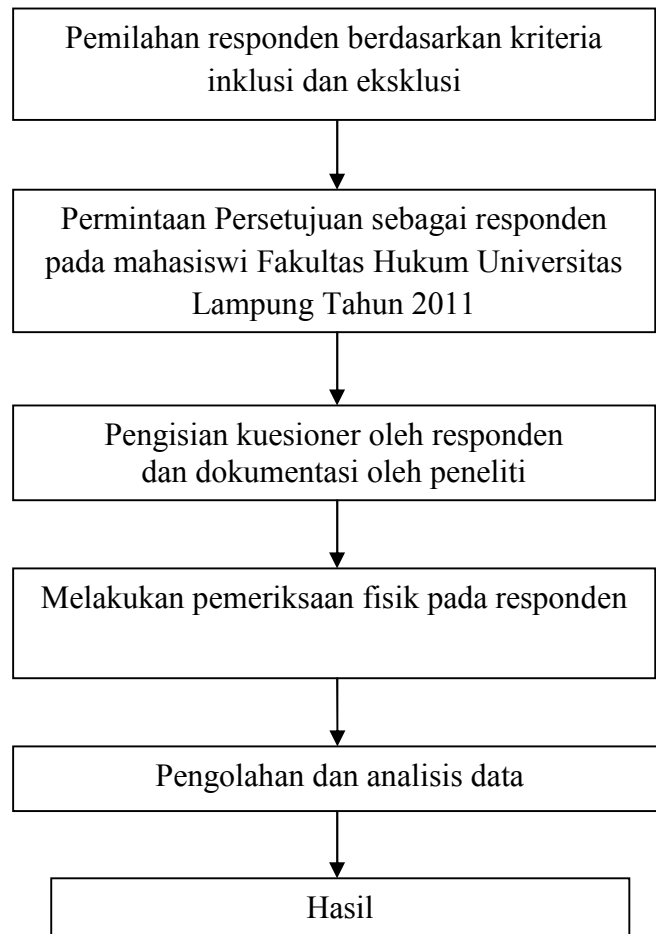 Pemilahan responden berdasarkan kriteria
inklusi dan eksklusi
Permintaan Persetujuan sebagai responden
pada mahasiswi Fakultas Hukum Universitas
Lampung Tahun 2011
Pengisian kuesioner oleh responden
dan dokumentasi oleh peneliti
Melakukan pemeriksaan fisik pada responden
Pengolahan dan analisis data
Hasil